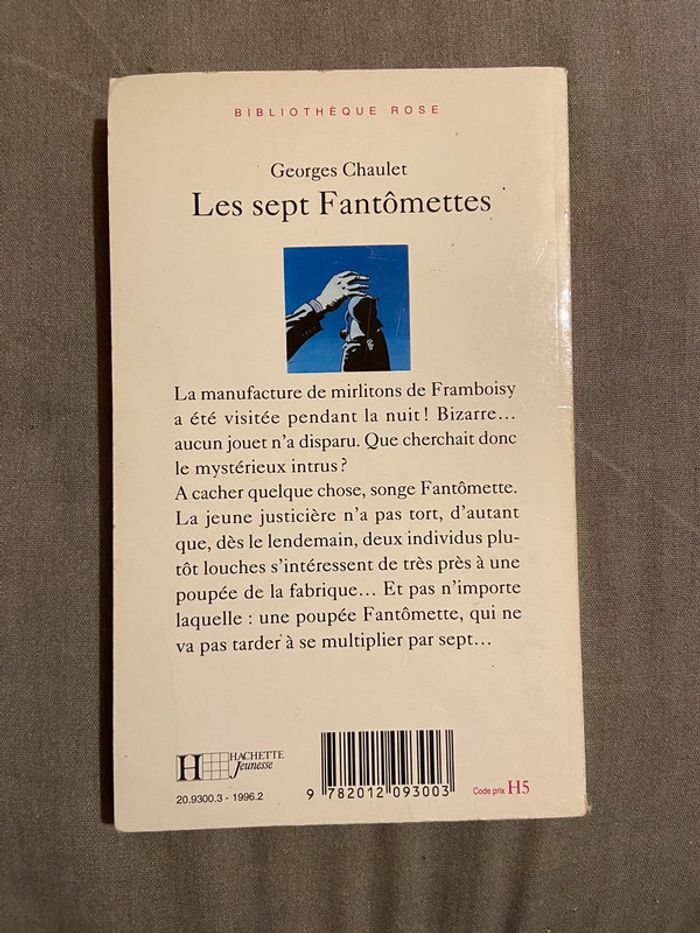 BIBLIOTHÈQUE ROSE
Georges Chaulet
Les sept Fantômettes
La manufacture de mirlitons de Framboisy
a été visitée pendant la nuit ! Bizarre...
aucun jouet n'a disparu. Que cherchait donc
le mystérieux intrus ?
A cacher quelque chose, songe Fantômette.
La jeune justicière n'a pas tort, d'autant
que, dès le lendemain, deux individus plu-
tôt louches s'intéressent de très près à une
poupée de la fabrique... Et pas n'importe
laquelle : une poupée Fantômette, qui ne
va pas tarder à se multiplier par sept...
H HACHETTE
Jeunesse
20.9300.3 - 1996.2
9 782012 093003
Code prix H5